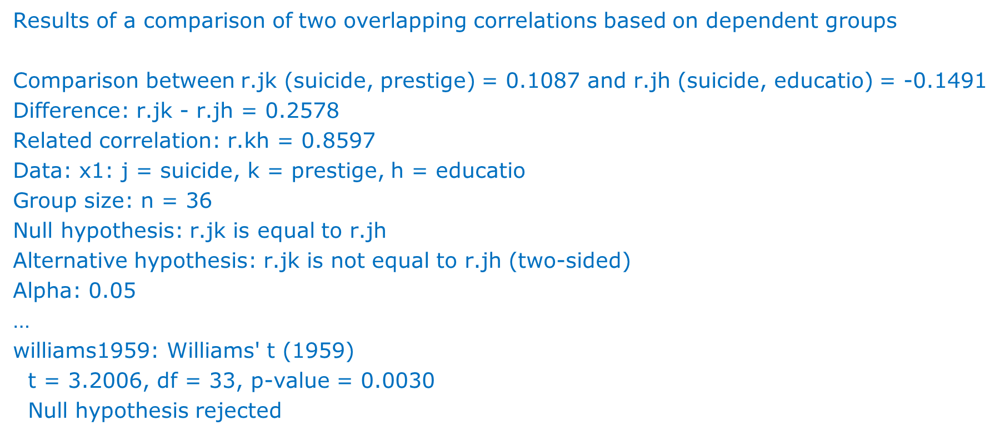 Results of a comparison of two overlapping correlations based on dependent groups
Comparison between r.jk (suicide, prestige) = 0.1087 and r.jh (suicide, educatio) = -0.1491
Difference: r.jk - r.jh = 0.2578
Related correlation: r.kh = 0.8597
Data: x1: j = suicide, k = prestige, h = educatio
Group size: n = 36
Null hypothesis: r.jk is equal to r.jh
Alternative hypothesis: r.jk is not equal to r.jh (two-sided)
Alpha: 0.05
...
williams1959: Williams' t (1959)
t = 3.2006, df = 33, p-value = 0.0030
Null hypothesis rejected